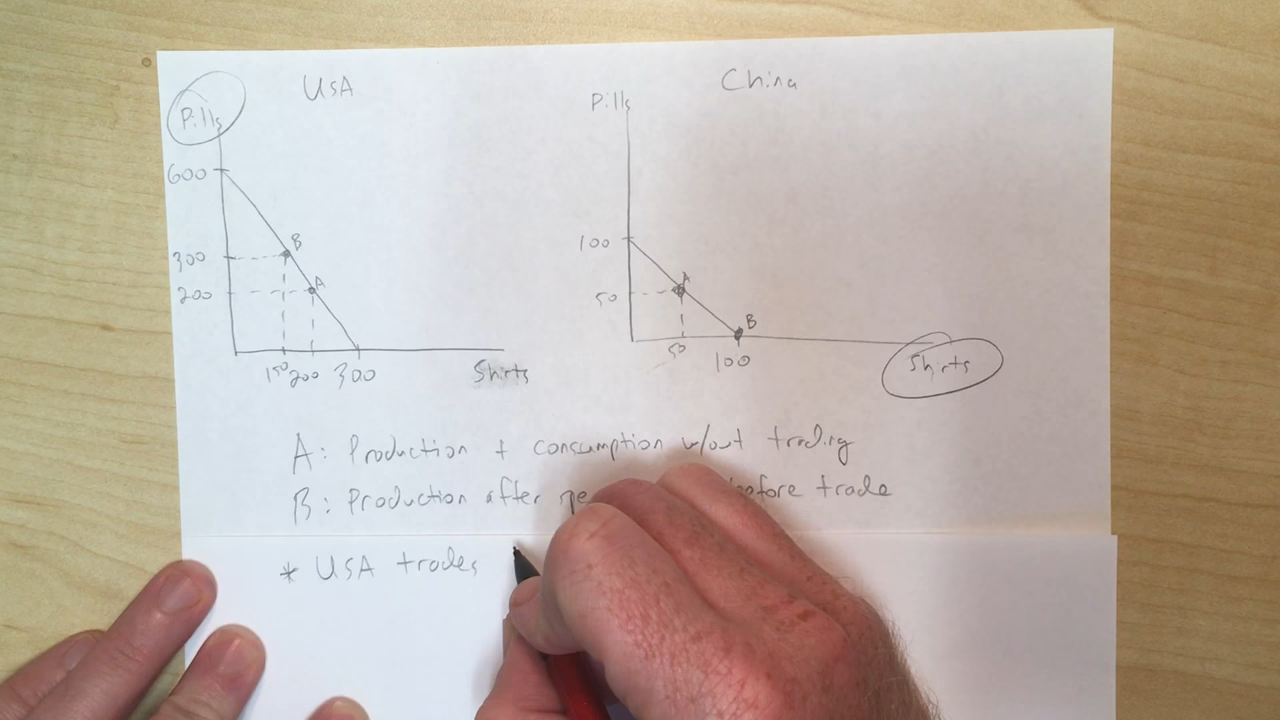 USA
China
Pills
Pills
600
300
200
B
A
150 200 300
Shirts
100
50
A
B
50
100
Shirts
A: Production + consumption w/out trading
B: Production after before trade
* USA trades